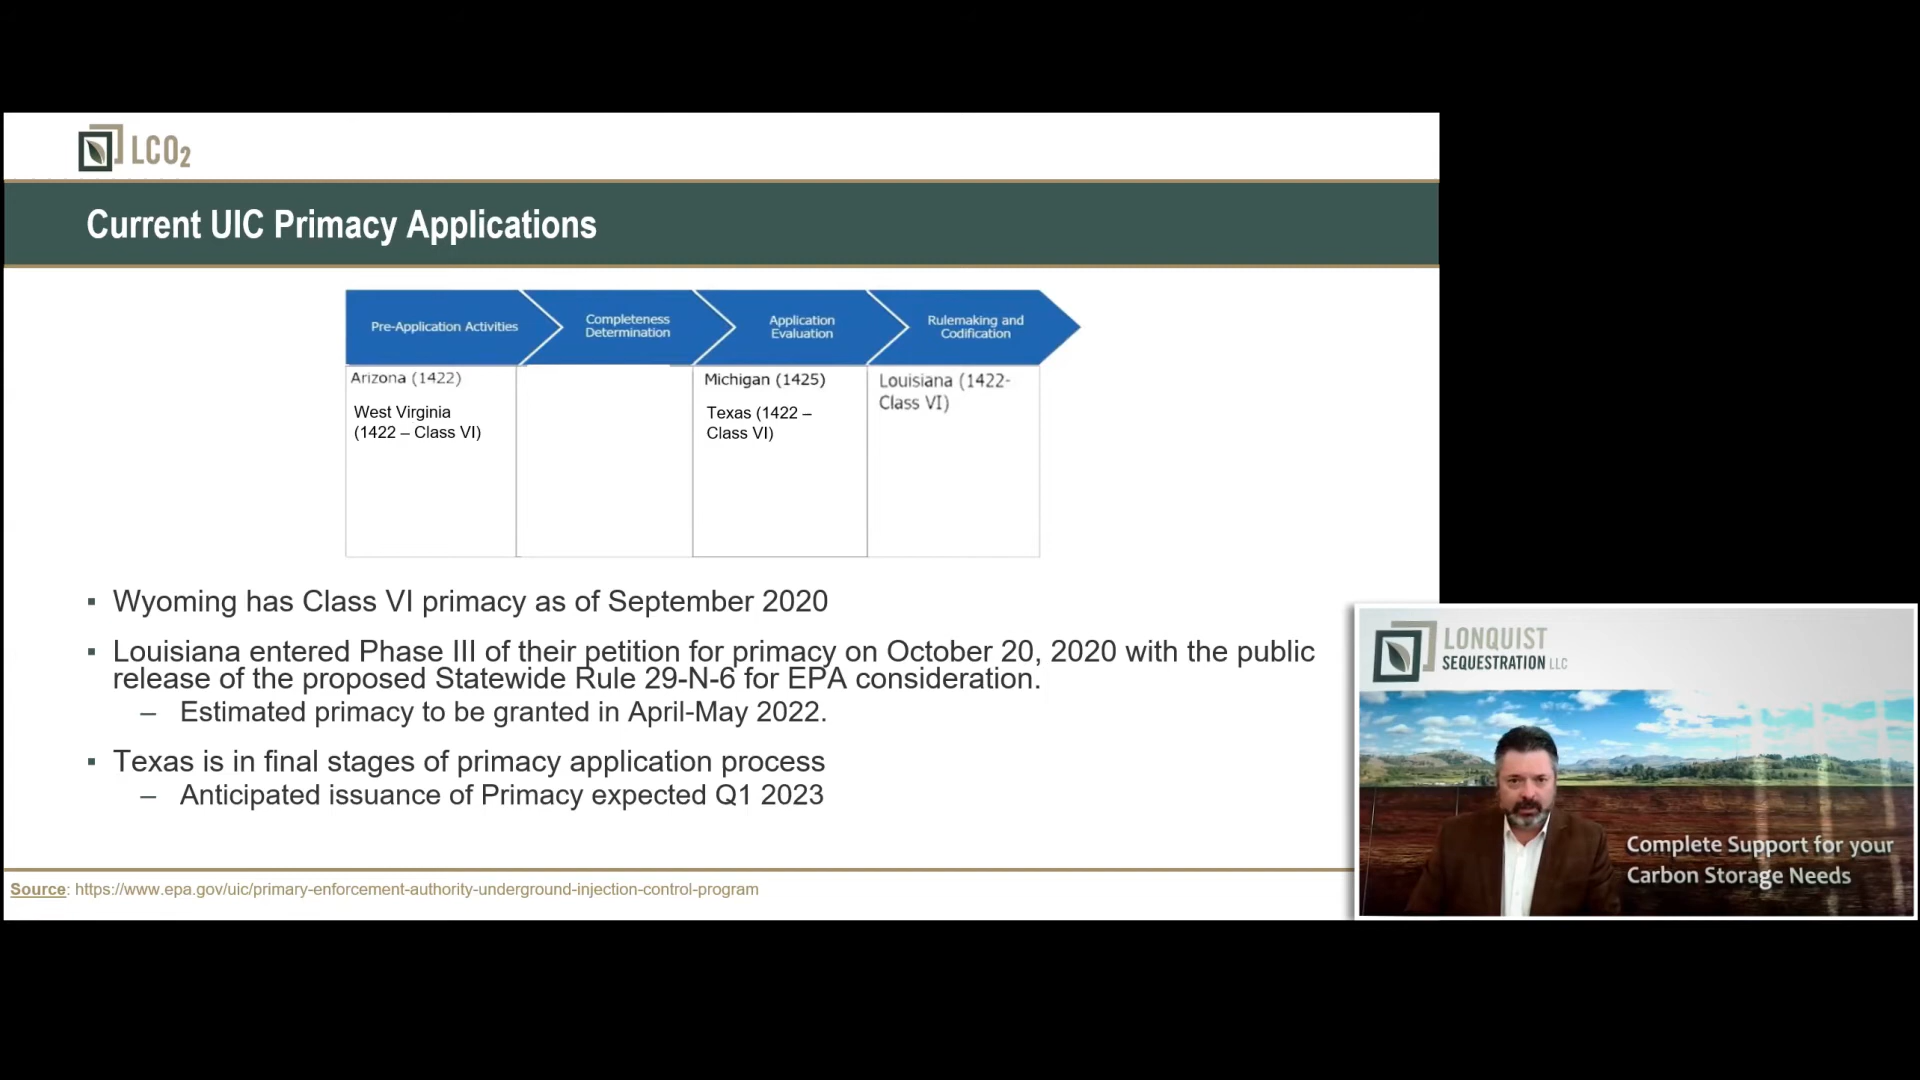 LCO2
Current UIC Primacy Applications
Pre-Application Activities
Completeness
Determination
Application
Evaluation
Rulemaking and
Codification
Arizona (1422)
West Virginia
(1422 – Class VI)
Michigan (1425)
Texas (1422 –
Class VI)
Louisiana (1422-
Class VI)
▪ Wyoming has Class VI primacy as of September 2020
▪ Louisiana entered Phase III of their petition for primacy on October 20, 2020 with the public
release of the proposed Statewide Rule 29-N-6 for EPA consideration.
– Estimated primacy to be granted in April-May 2022.
▪ Texas is in final stages of primacy application process
– Anticipated issuance of Primacy expected Q1 2023
Source: https://www.epa.gov/uic/primary-enforcement-authority-underground-injection-control-program
LONQUIST
SEQUESTRATION LLC
Complete Support for your
Carbon Storage Needs